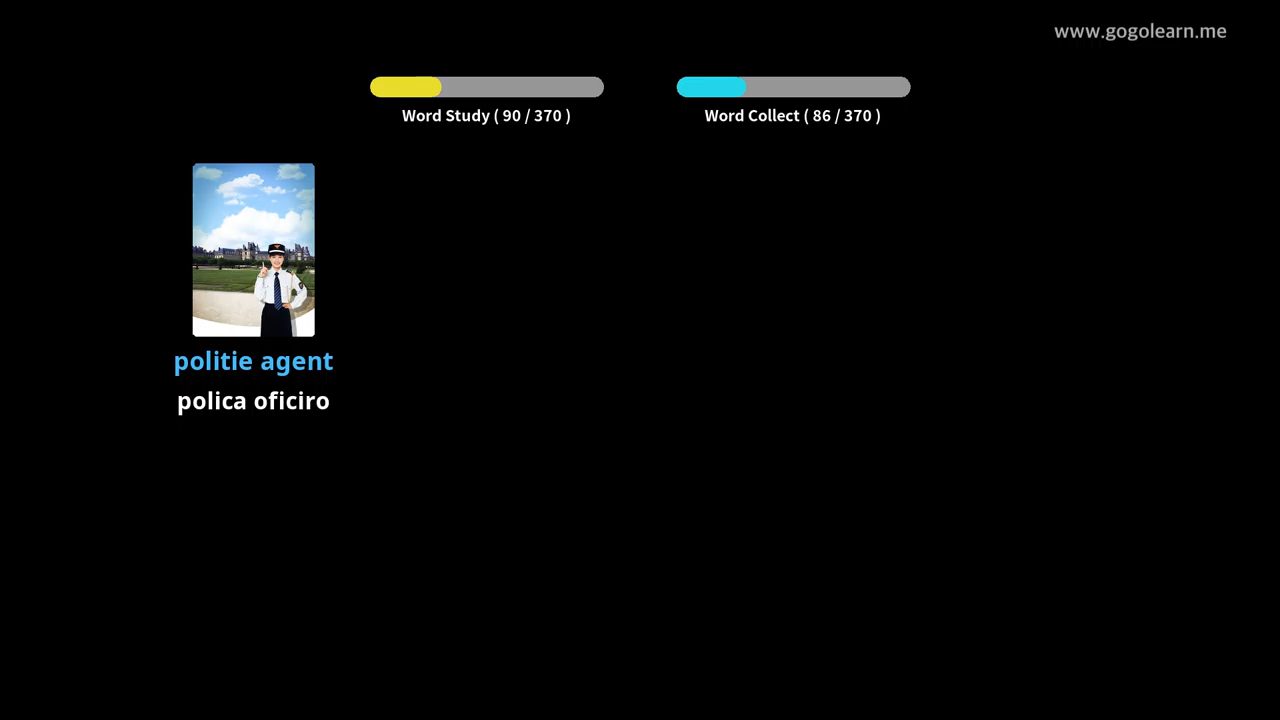 www.gogolearn.me
Word Study ( 90 / 370 )
Word Collect ( 86 / 370 )
politie agent
polica oficiro